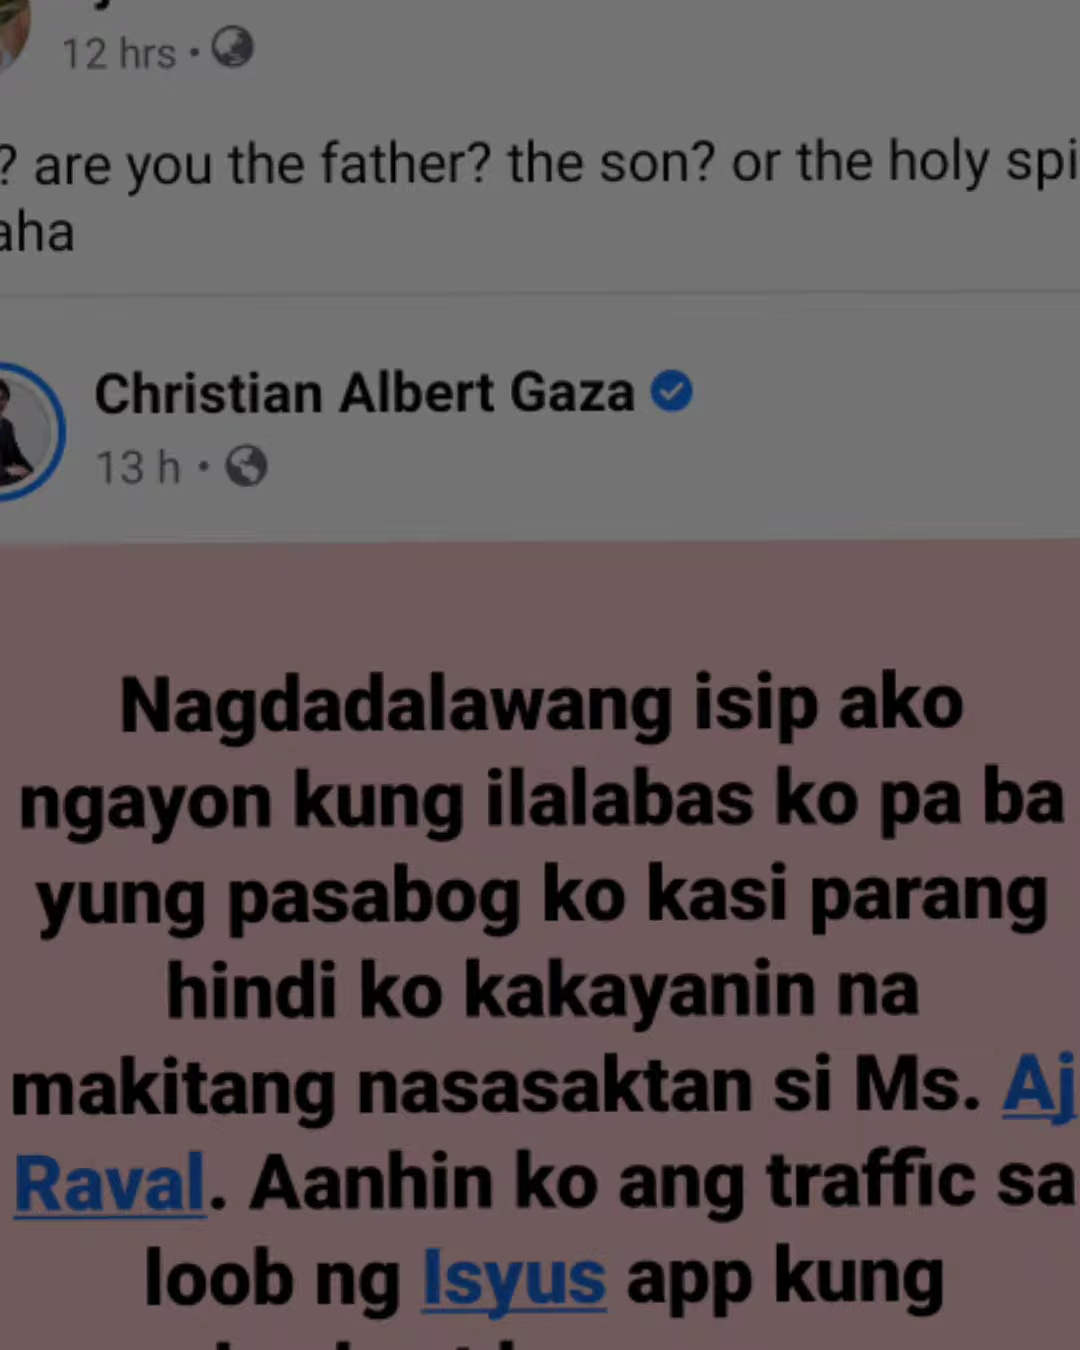 12 hrs •
? are you the father? the son? or the holy
aha
Christian Albert Gaza
13 h •
Nagdadalawang isip ako
ngayon kung ilalabas ko pa ba
yung pasabog ko kasi parang
hindi ko kakayanin na
makitang nasasaktan si Ms. Aj
Raval. Aanhin ko ang traffic sa
loob ng Isyus app kung